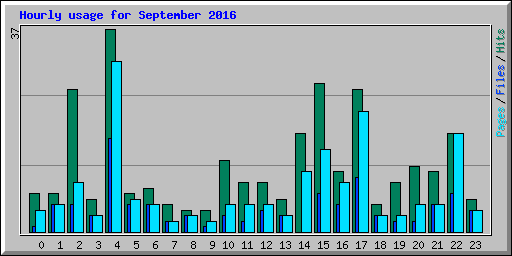 Hourly usage for September 2016
37
Pages / Files / Hits
0 1 2 3 4 5 6 7 8 9 10 11 12 13 14 15 16 17 18 19 20 21 22 23